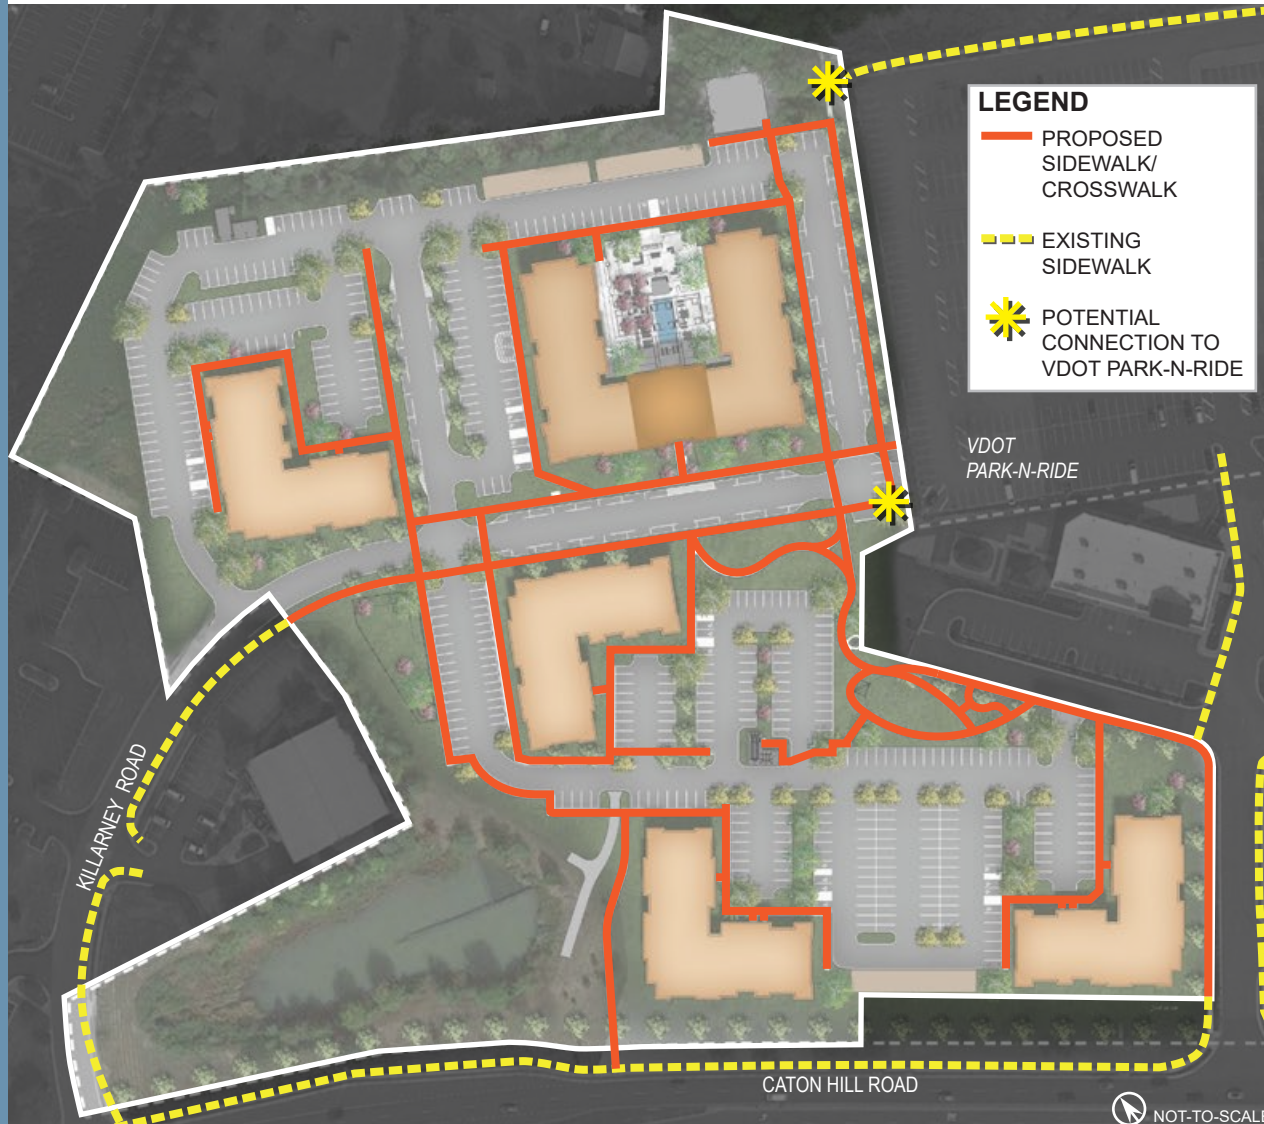 LEGEND
PROPOSED
SIDEWALK/
CROSSWALK
EXISTING
SIDEWALK
POTENTIAL
CONNECTION TO
VDOT PARK-N-RIDE
VDOT
PARK-N-RIDE
KILLARNEY ROAD
CATON HILL ROAD
NOT-TO-SCALE